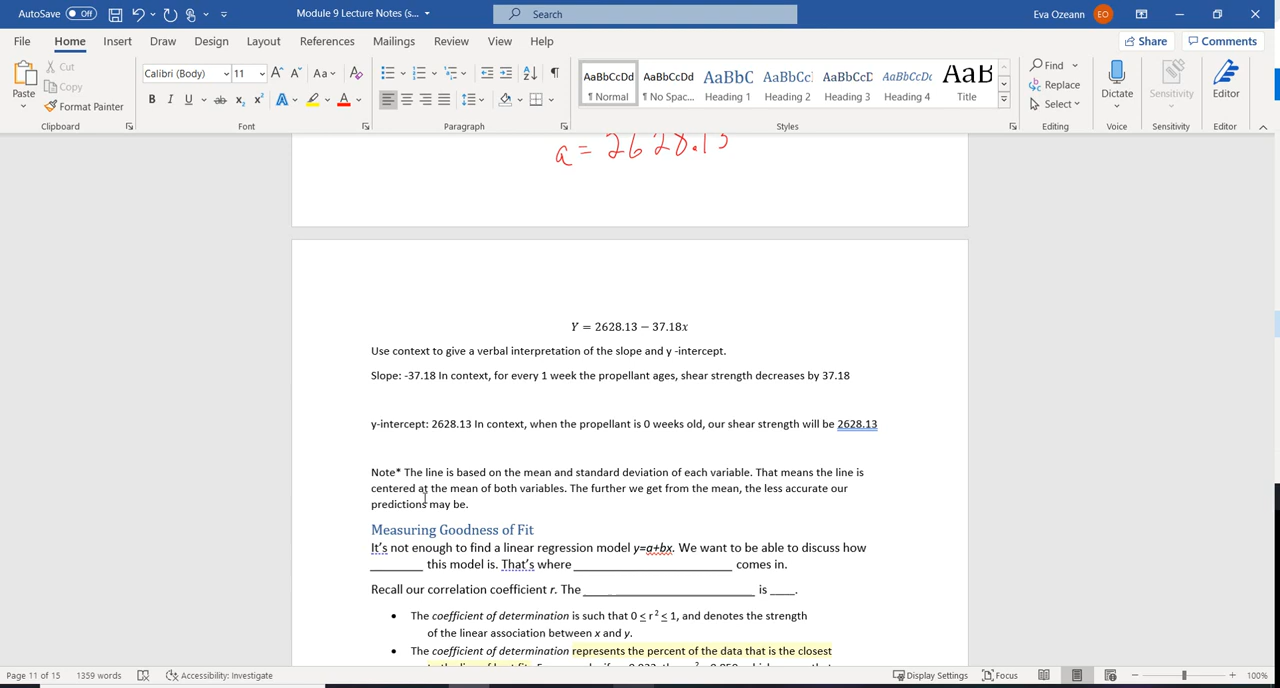 AutoSave Off Module 9 Lecture Notes (s... Search Eva Ozeann EO
File Home Insert Draw Design Layout References Mailings Review View Help Share Comments
Paste Cut Copy Format Painter
Calibri (Body) 11 Aa
AaBbCcDd AaBbCcDd AaBbC AaBbCc AaBbCcD AaBbCcDc AaB
¶ Normal ¶ No Spac... Heading 1 Heading 2 Heading 3 Heading 4 Title
Find Replace Select
Dictate Sensitivity Editor
Clipboard Font Paragraph Styles Editing Voice Sensitivity Editor
a = 2628.13
Y = 2628.13 − 37.18x
Use context to give a verbal interpretation of the slope and y -intercept.
Slope: -37.18 In context, for every 1 week the propellant ages, shear strength decreases by 37.18
y-intercept: 2628.13 In context, when the propellant is 0 weeks old, our shear strength will be 2628.13
Note* The line is based on the mean and standard deviation of each variable. That means the line is
centered at the mean of both variables. The further we get from the mean, the less accurate our
predictions may be.
Measuring Goodness of Fit
It's not enough to find a linear regression model y=a+bx. We want to be able to discuss how
________ this model is. That's where ________________________ comes in.
Recall our correlation coefficient r. The __________________________ is ____.
• The coefficient of determination is such that 0 ≤ r² ≤ 1, and denotes the strength
of the linear association between x and y.
• The coefficient of determination represents the percent of the data that is the closest
Page 11 of 15 1359 words Accessibility: Investigate Display Settings Focus 100%